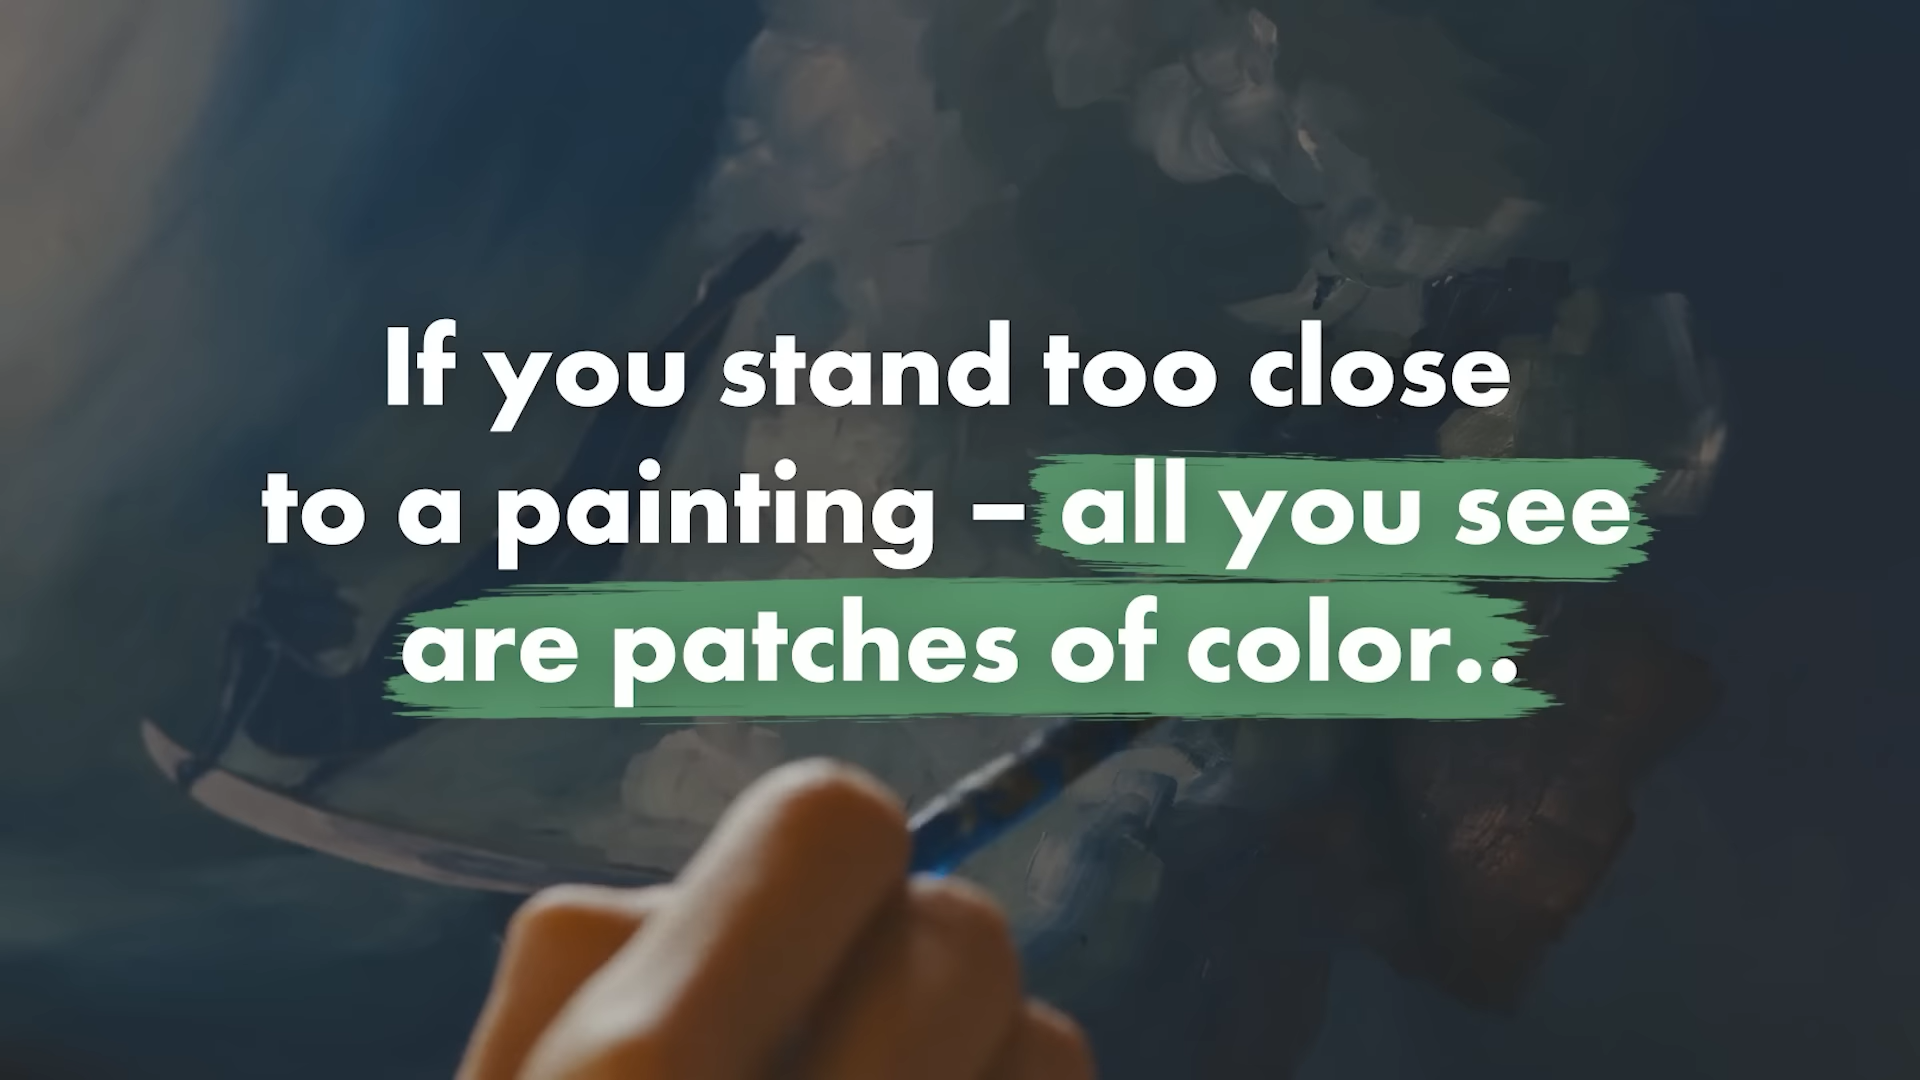 If you stand too close
to a painting – all you see
are patches of color..